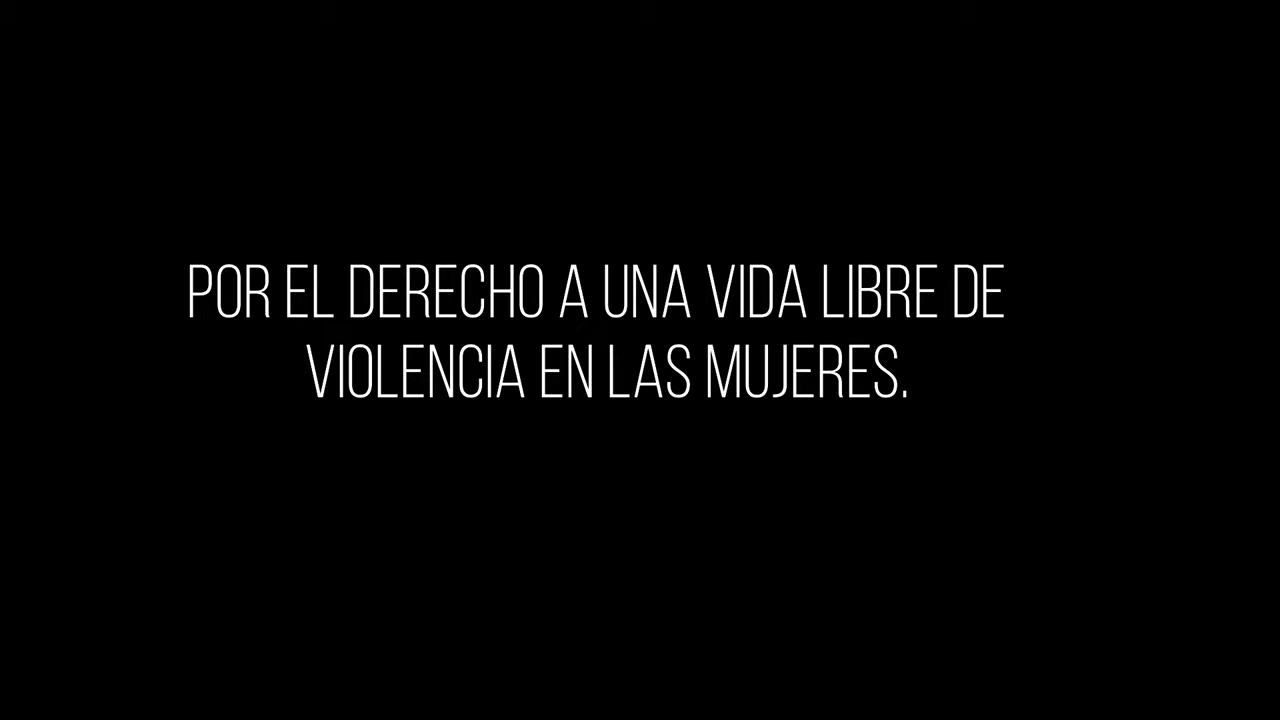 POR EL DERECHO A UNA VIDA LIBRE DE
VIOLENCIA EN LAS MUJERES.